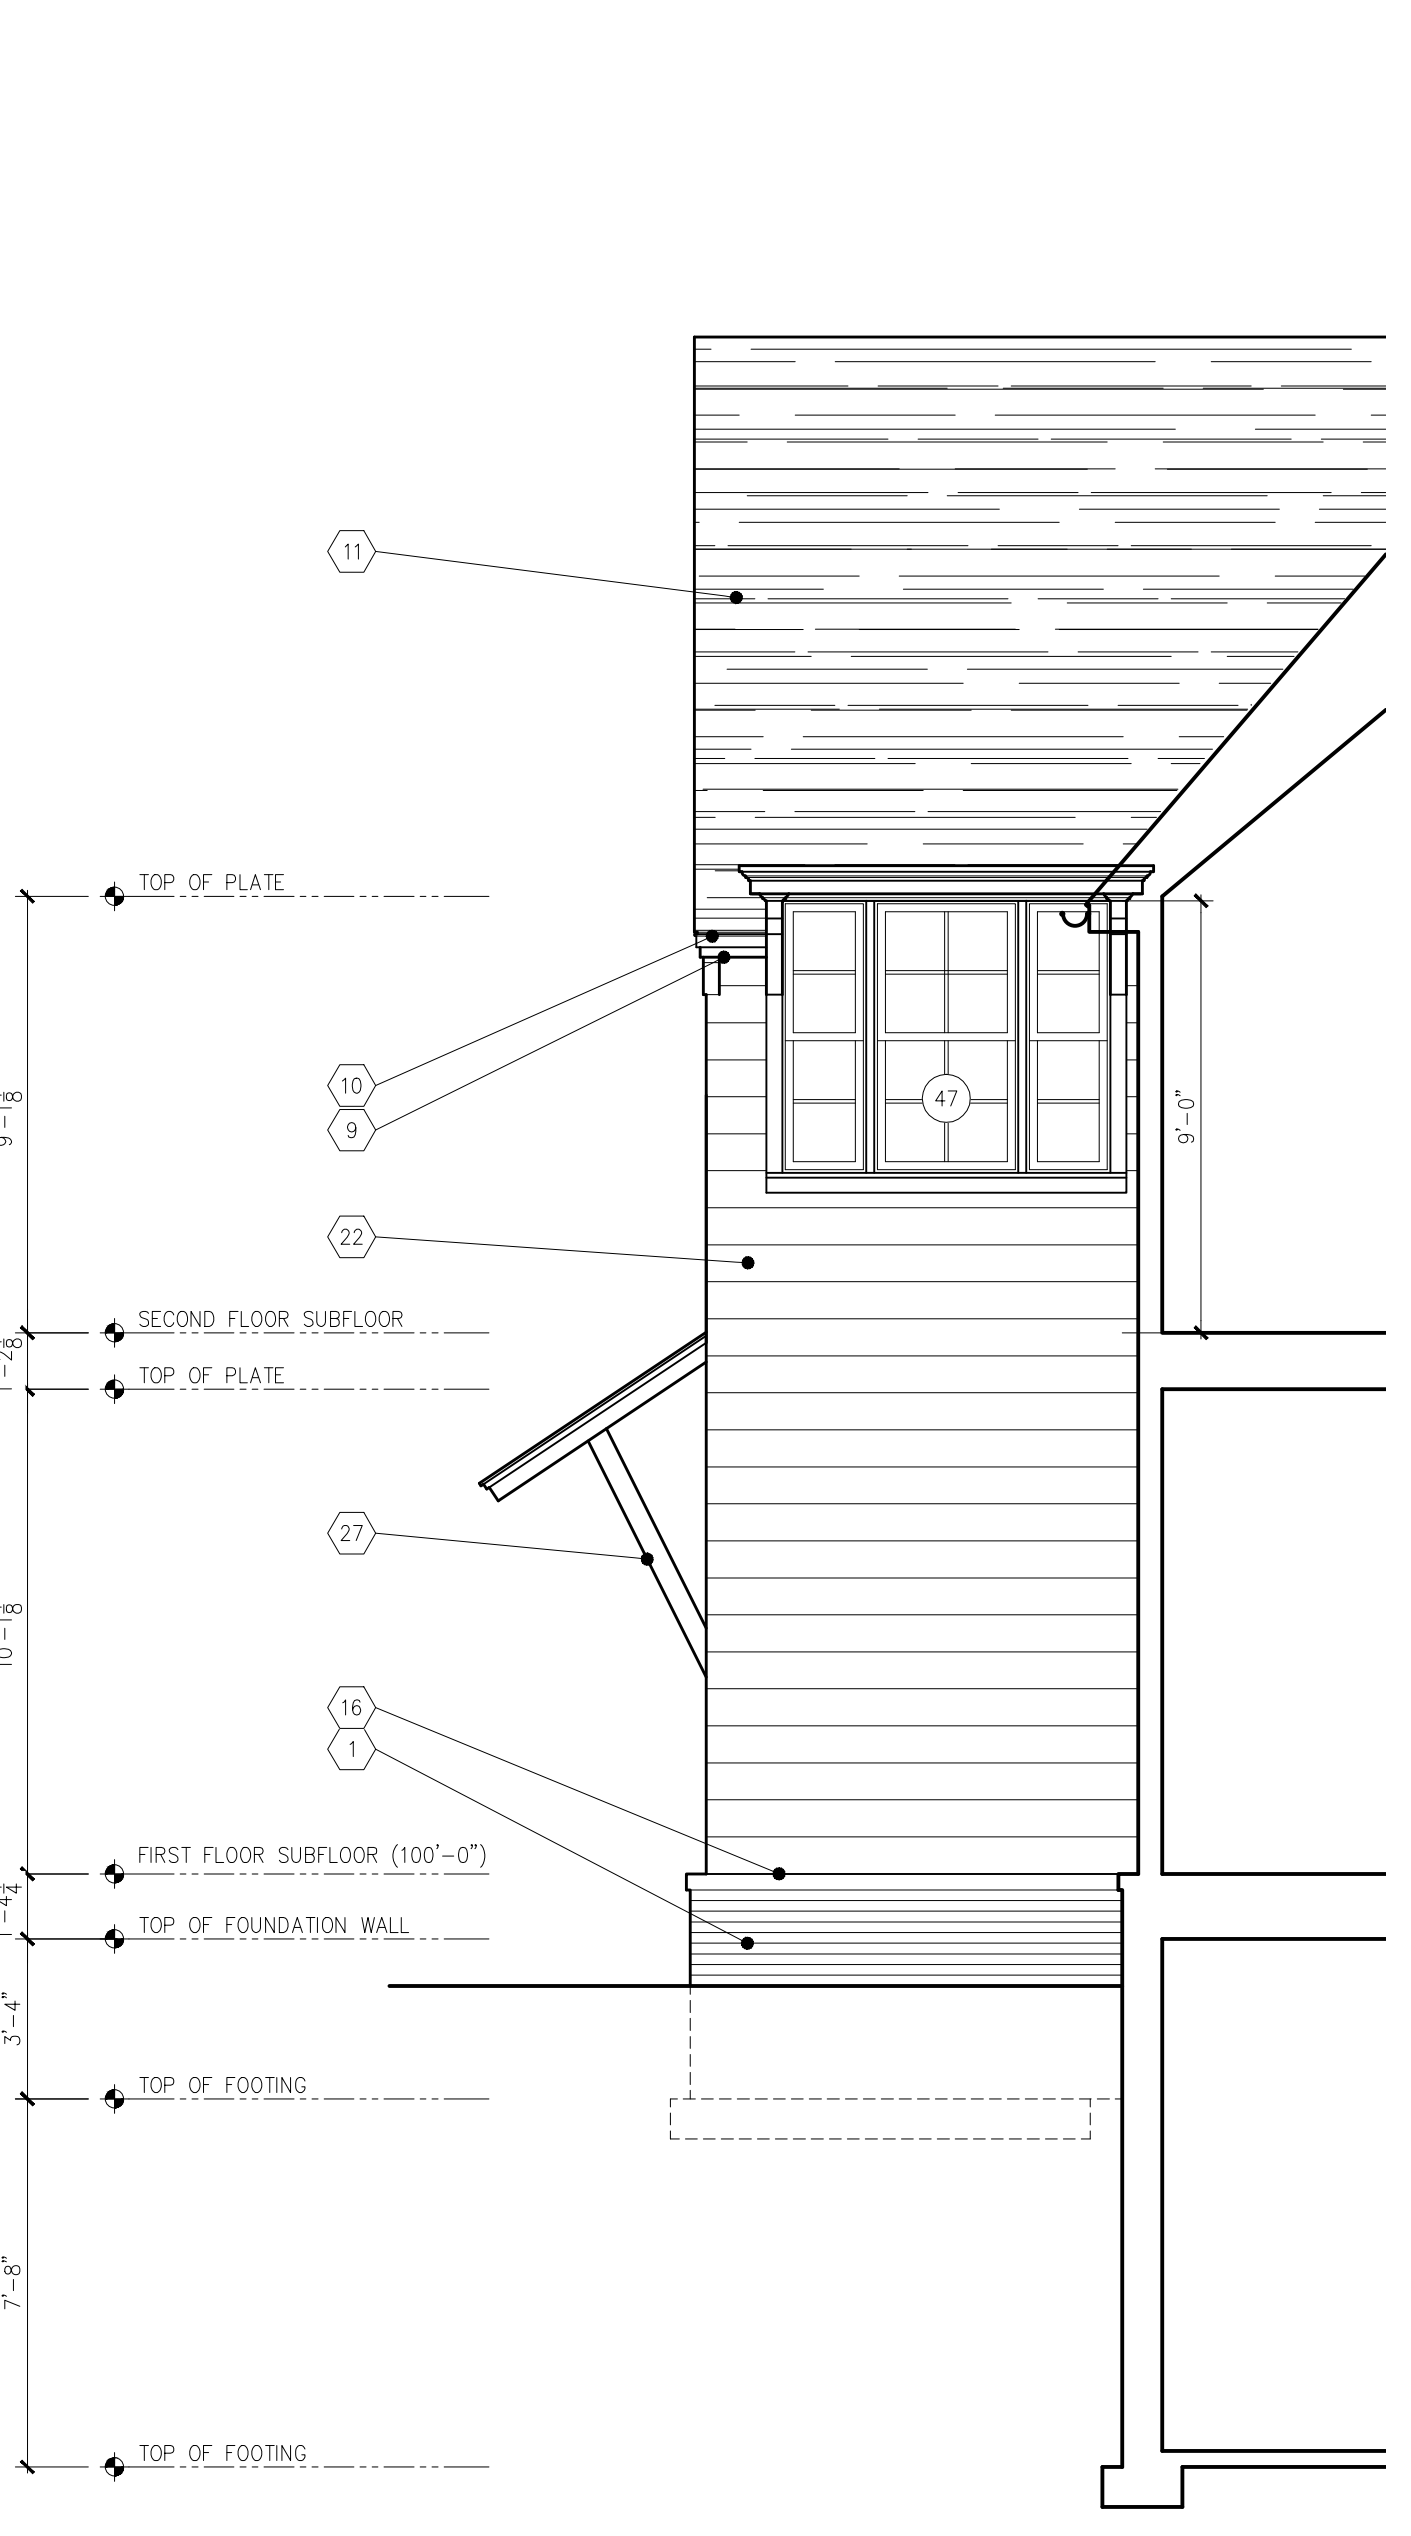 11
TOP OF PLATE
10
9
47
9'-0"
22
SECOND FLOOR SUBFLOOR
TOP OF PLATE
27
16
1
FIRST FLOOR SUBFLOOR (100'-0")
TOP OF FOUNDATION WALL
3'-4"
TOP OF FOOTING
7'-8"
TOP OF FOOTING